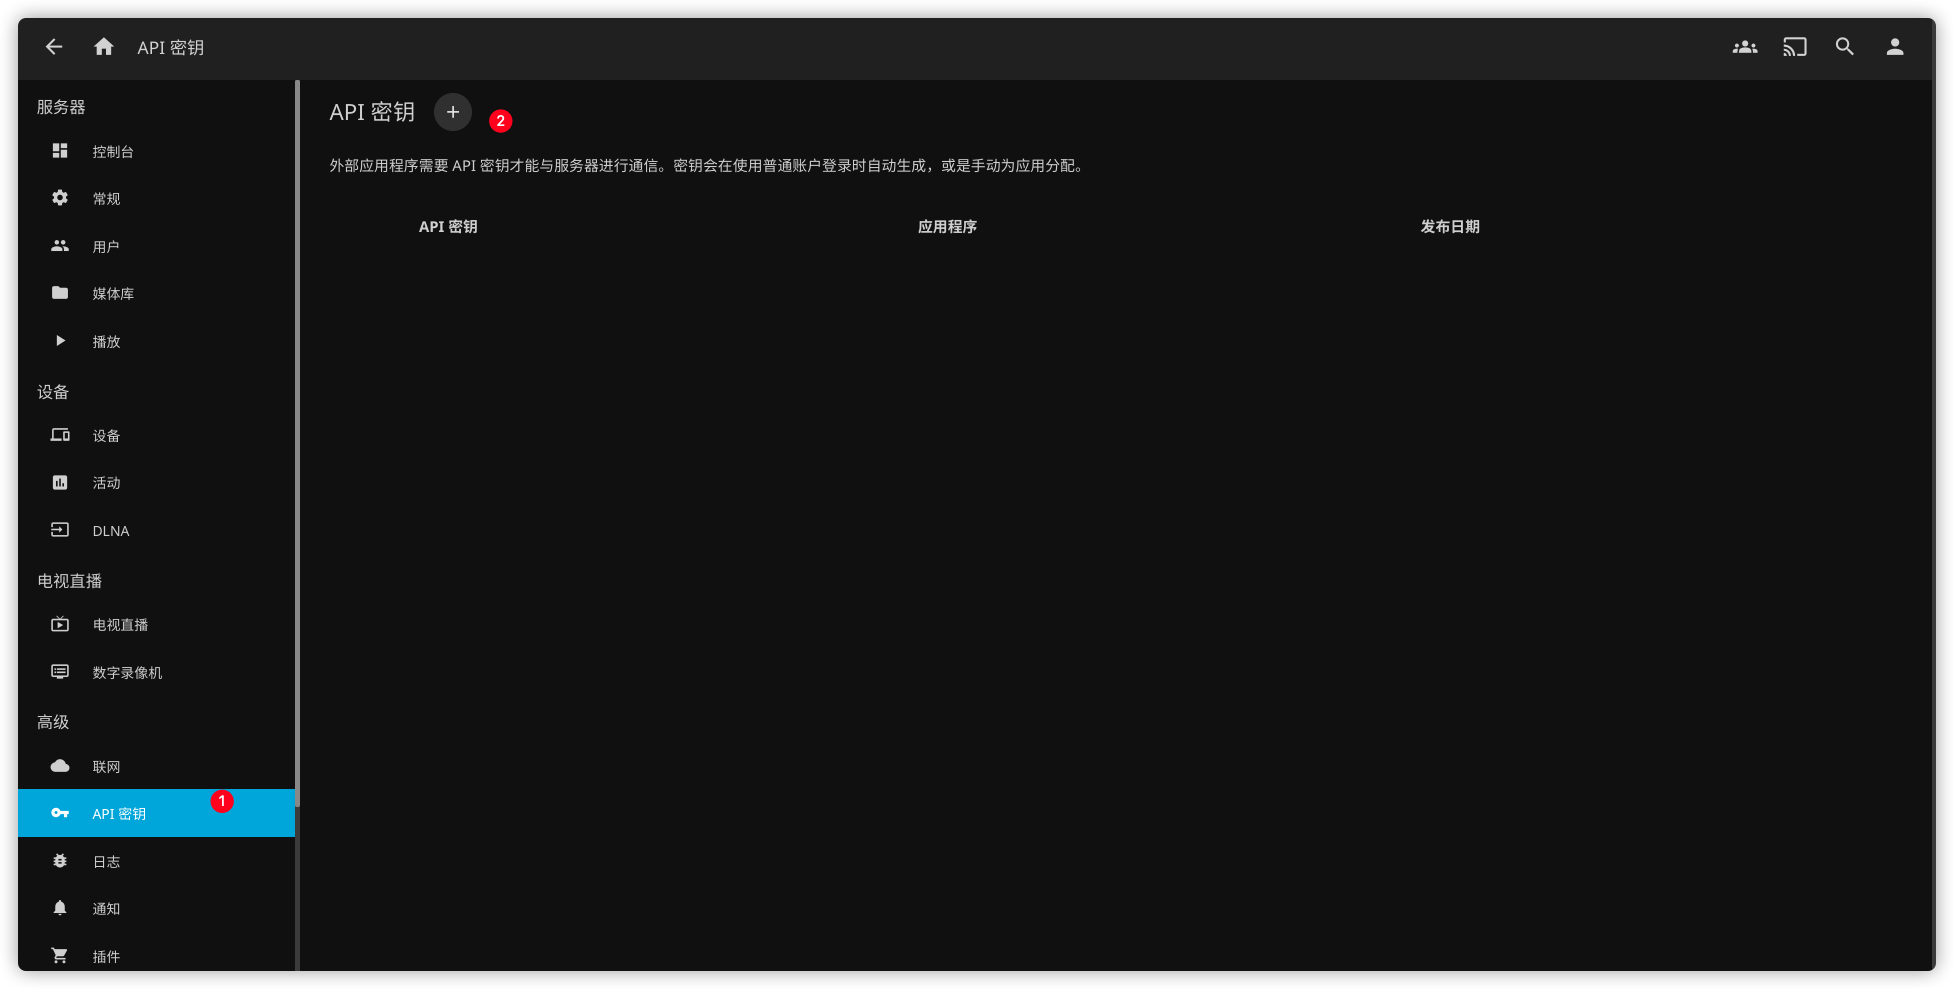 API 密钥
服务器
控制台
常规
用户
媒体库
播放
设备
设备
活动
DLNA
电视直播
电视直播
数字录像机
高级
联网
API 密钥
1
日志
通知
插件
API 密钥
2
外部应用程序需要 API 密钥才能与服务器进行通信。密钥会在使用普通账户登录时自动生成，或是手动为应用分配。
API 密钥 应用程序 发布日期